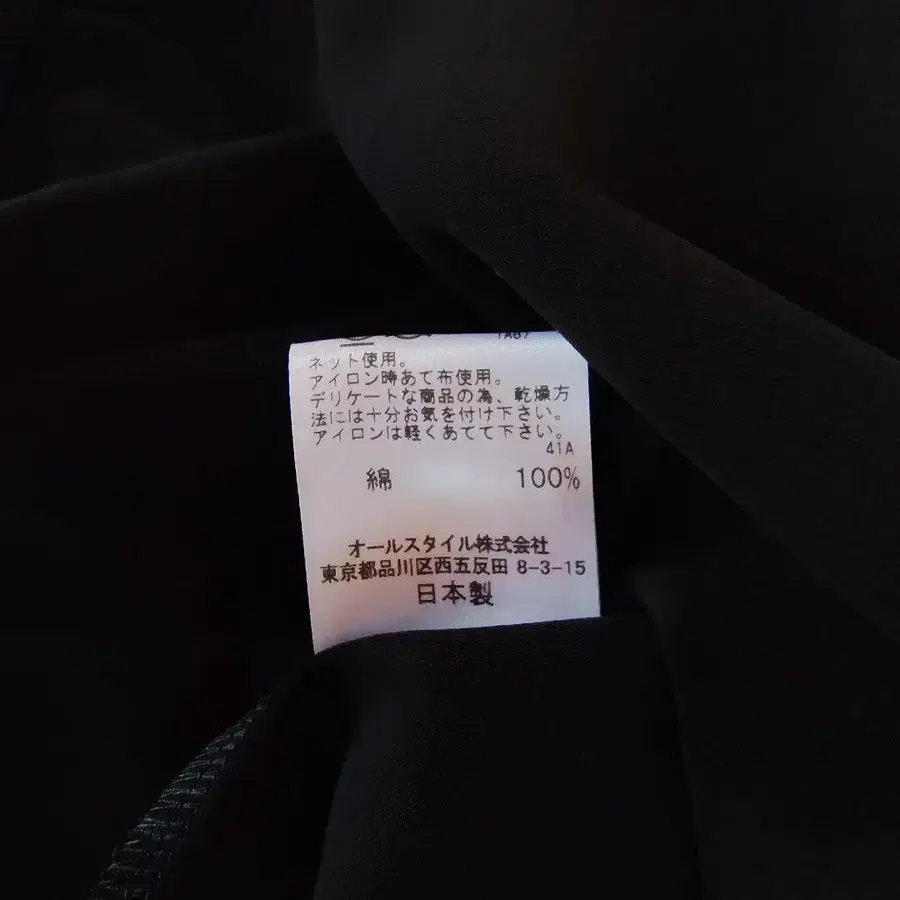 1A87
ネット使用。
アイロン時あて布使用。
デリケートな商品の為、乾燥方
法には十分お気を付け下さい。
アイロンは軽くあてて下さい。
41A
綿 100%
オールスタイル株式会社
東京都品川区西五反田 8-3-15
日本製